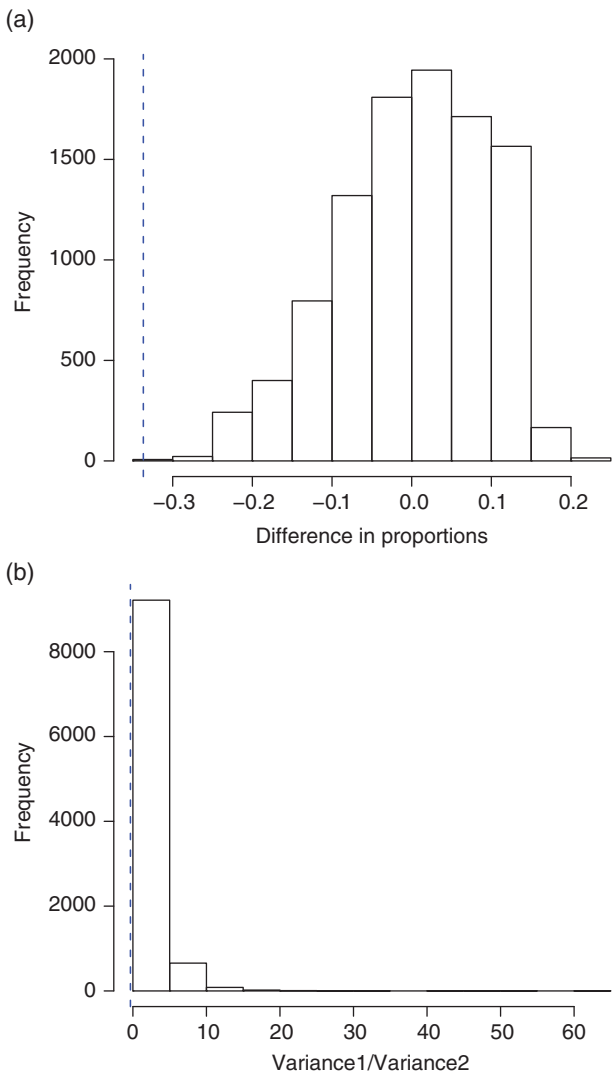 (a)
2000
1500
1000
500
0
Frequency
−0.3 −0.2 −0.1 0.0 0.1 0.2
Difference in proportions
(b)
8000
6000
4000
2000
0
Frequency
0 10 20 30 40 50 60
Variance1/Variance2